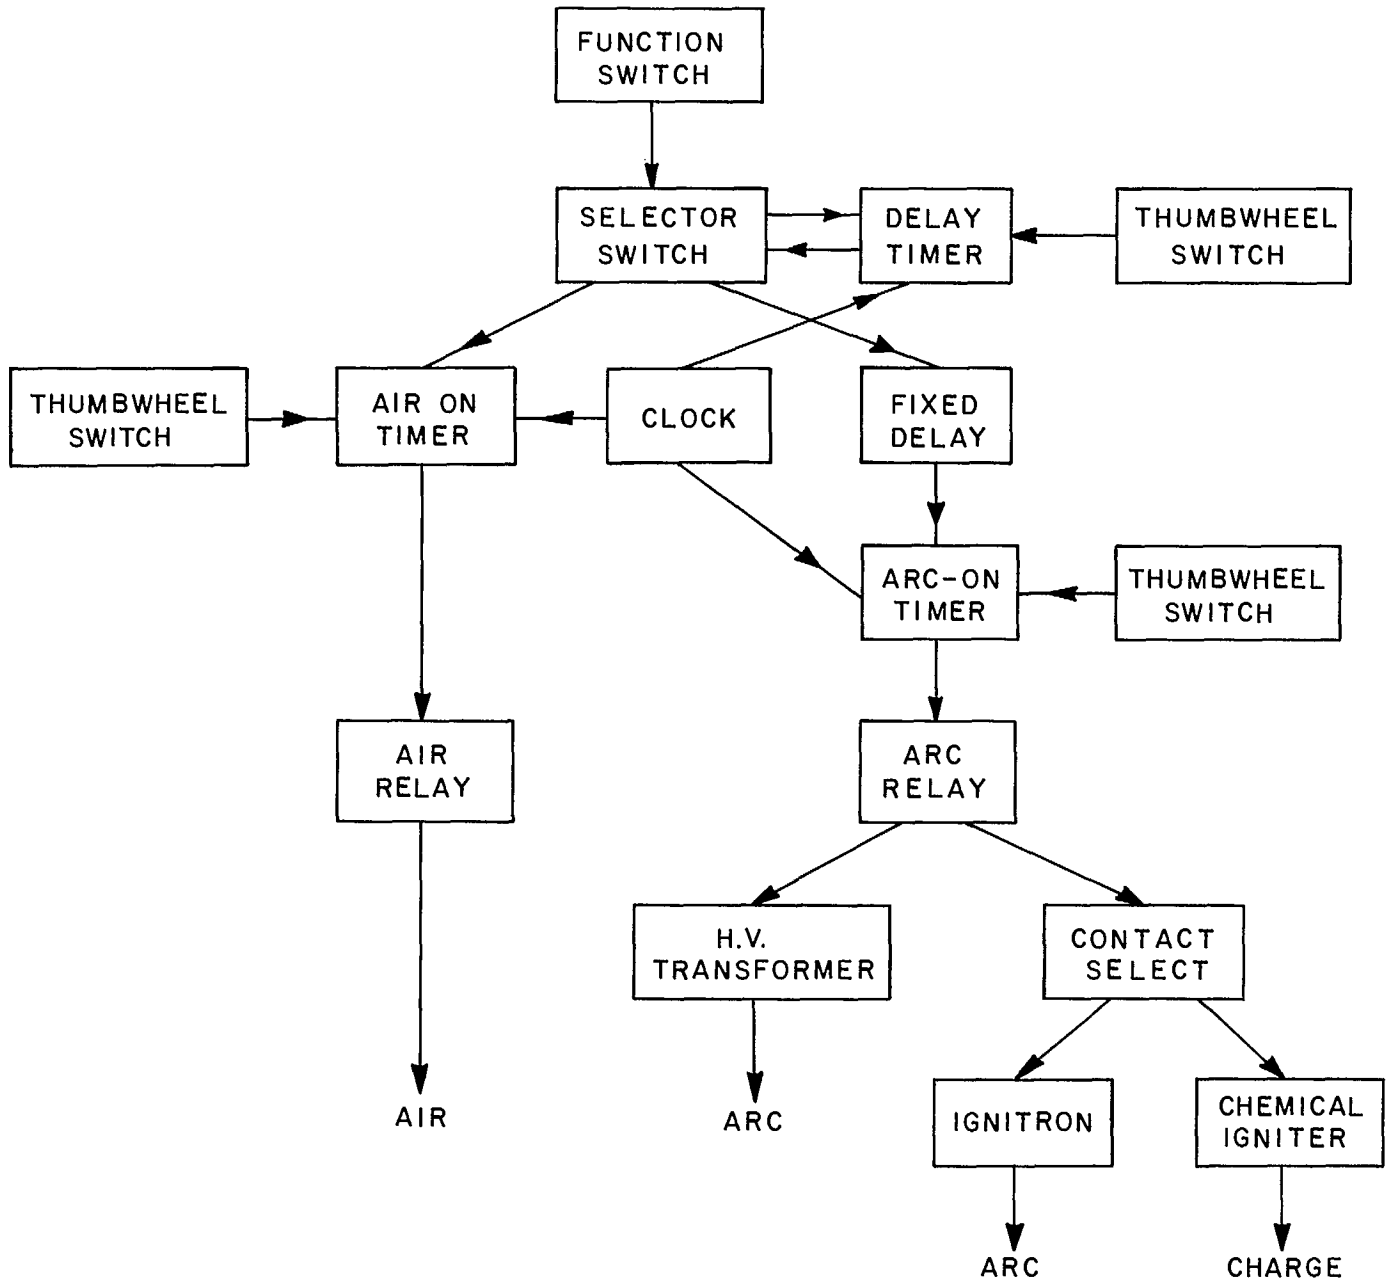 FUNCTION
SWITCH
SELECTOR
SWITCH
DELAY
TIMER
THUMBWHEEL
SWITCH
THUMBWHEEL
SWITCH
AIR ON
TIMER
CLOCK
FIXED
DELAY
ARC-ON
TIMER
THUMBWHEEL
SWITCH
AIR
RELAY
ARC
RELAY
H.V.
TRANSFORMER
CONTACT
SELECT
AIR
ARC
IGNITRON
CHEMICAL
IGNITER
ARC
CHARGE